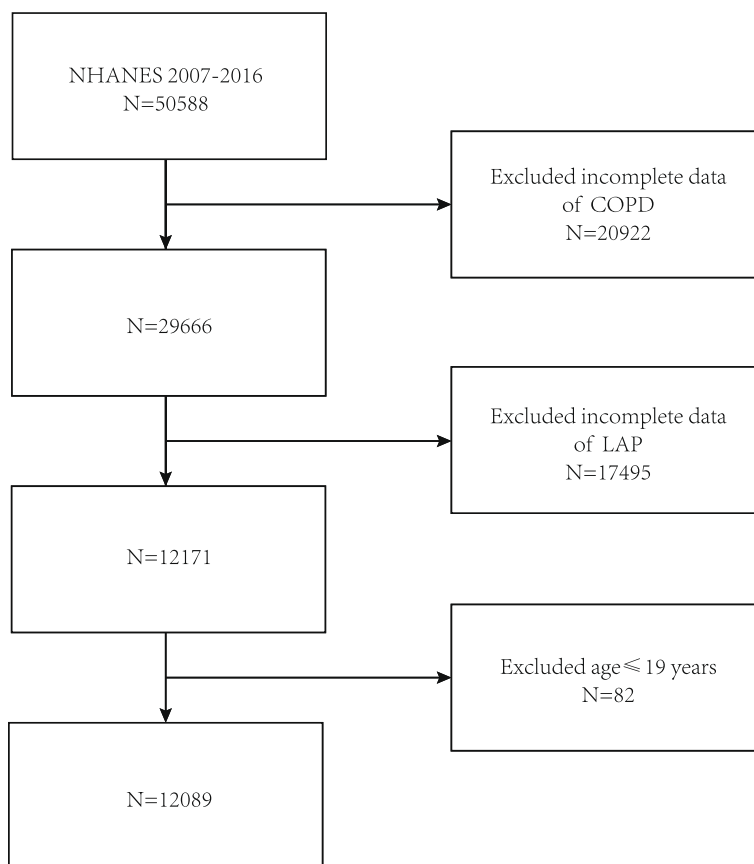 NHANES 2007-2016
N=50588
Excluded incomplete data
of COPD
N=20922
N=29666
Excluded incomplete data
of LAP
N=17495
N=12171
Excluded age≤19 years
N=82
N=12089